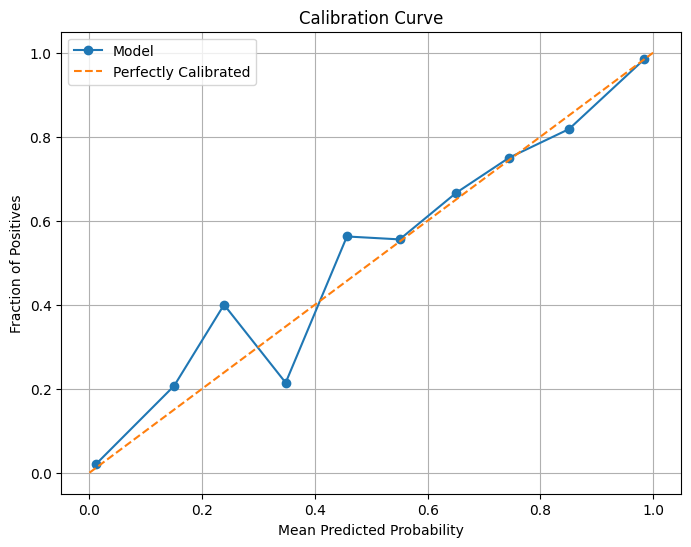 Calibration Curve
Model
Perfectly Calibrated
1.0
0.8
0.6
0.4
0.2
0.0
Fraction of Positives
0.0 0.2 0.4 0.6 0.8 1.0
Mean Predicted Probability